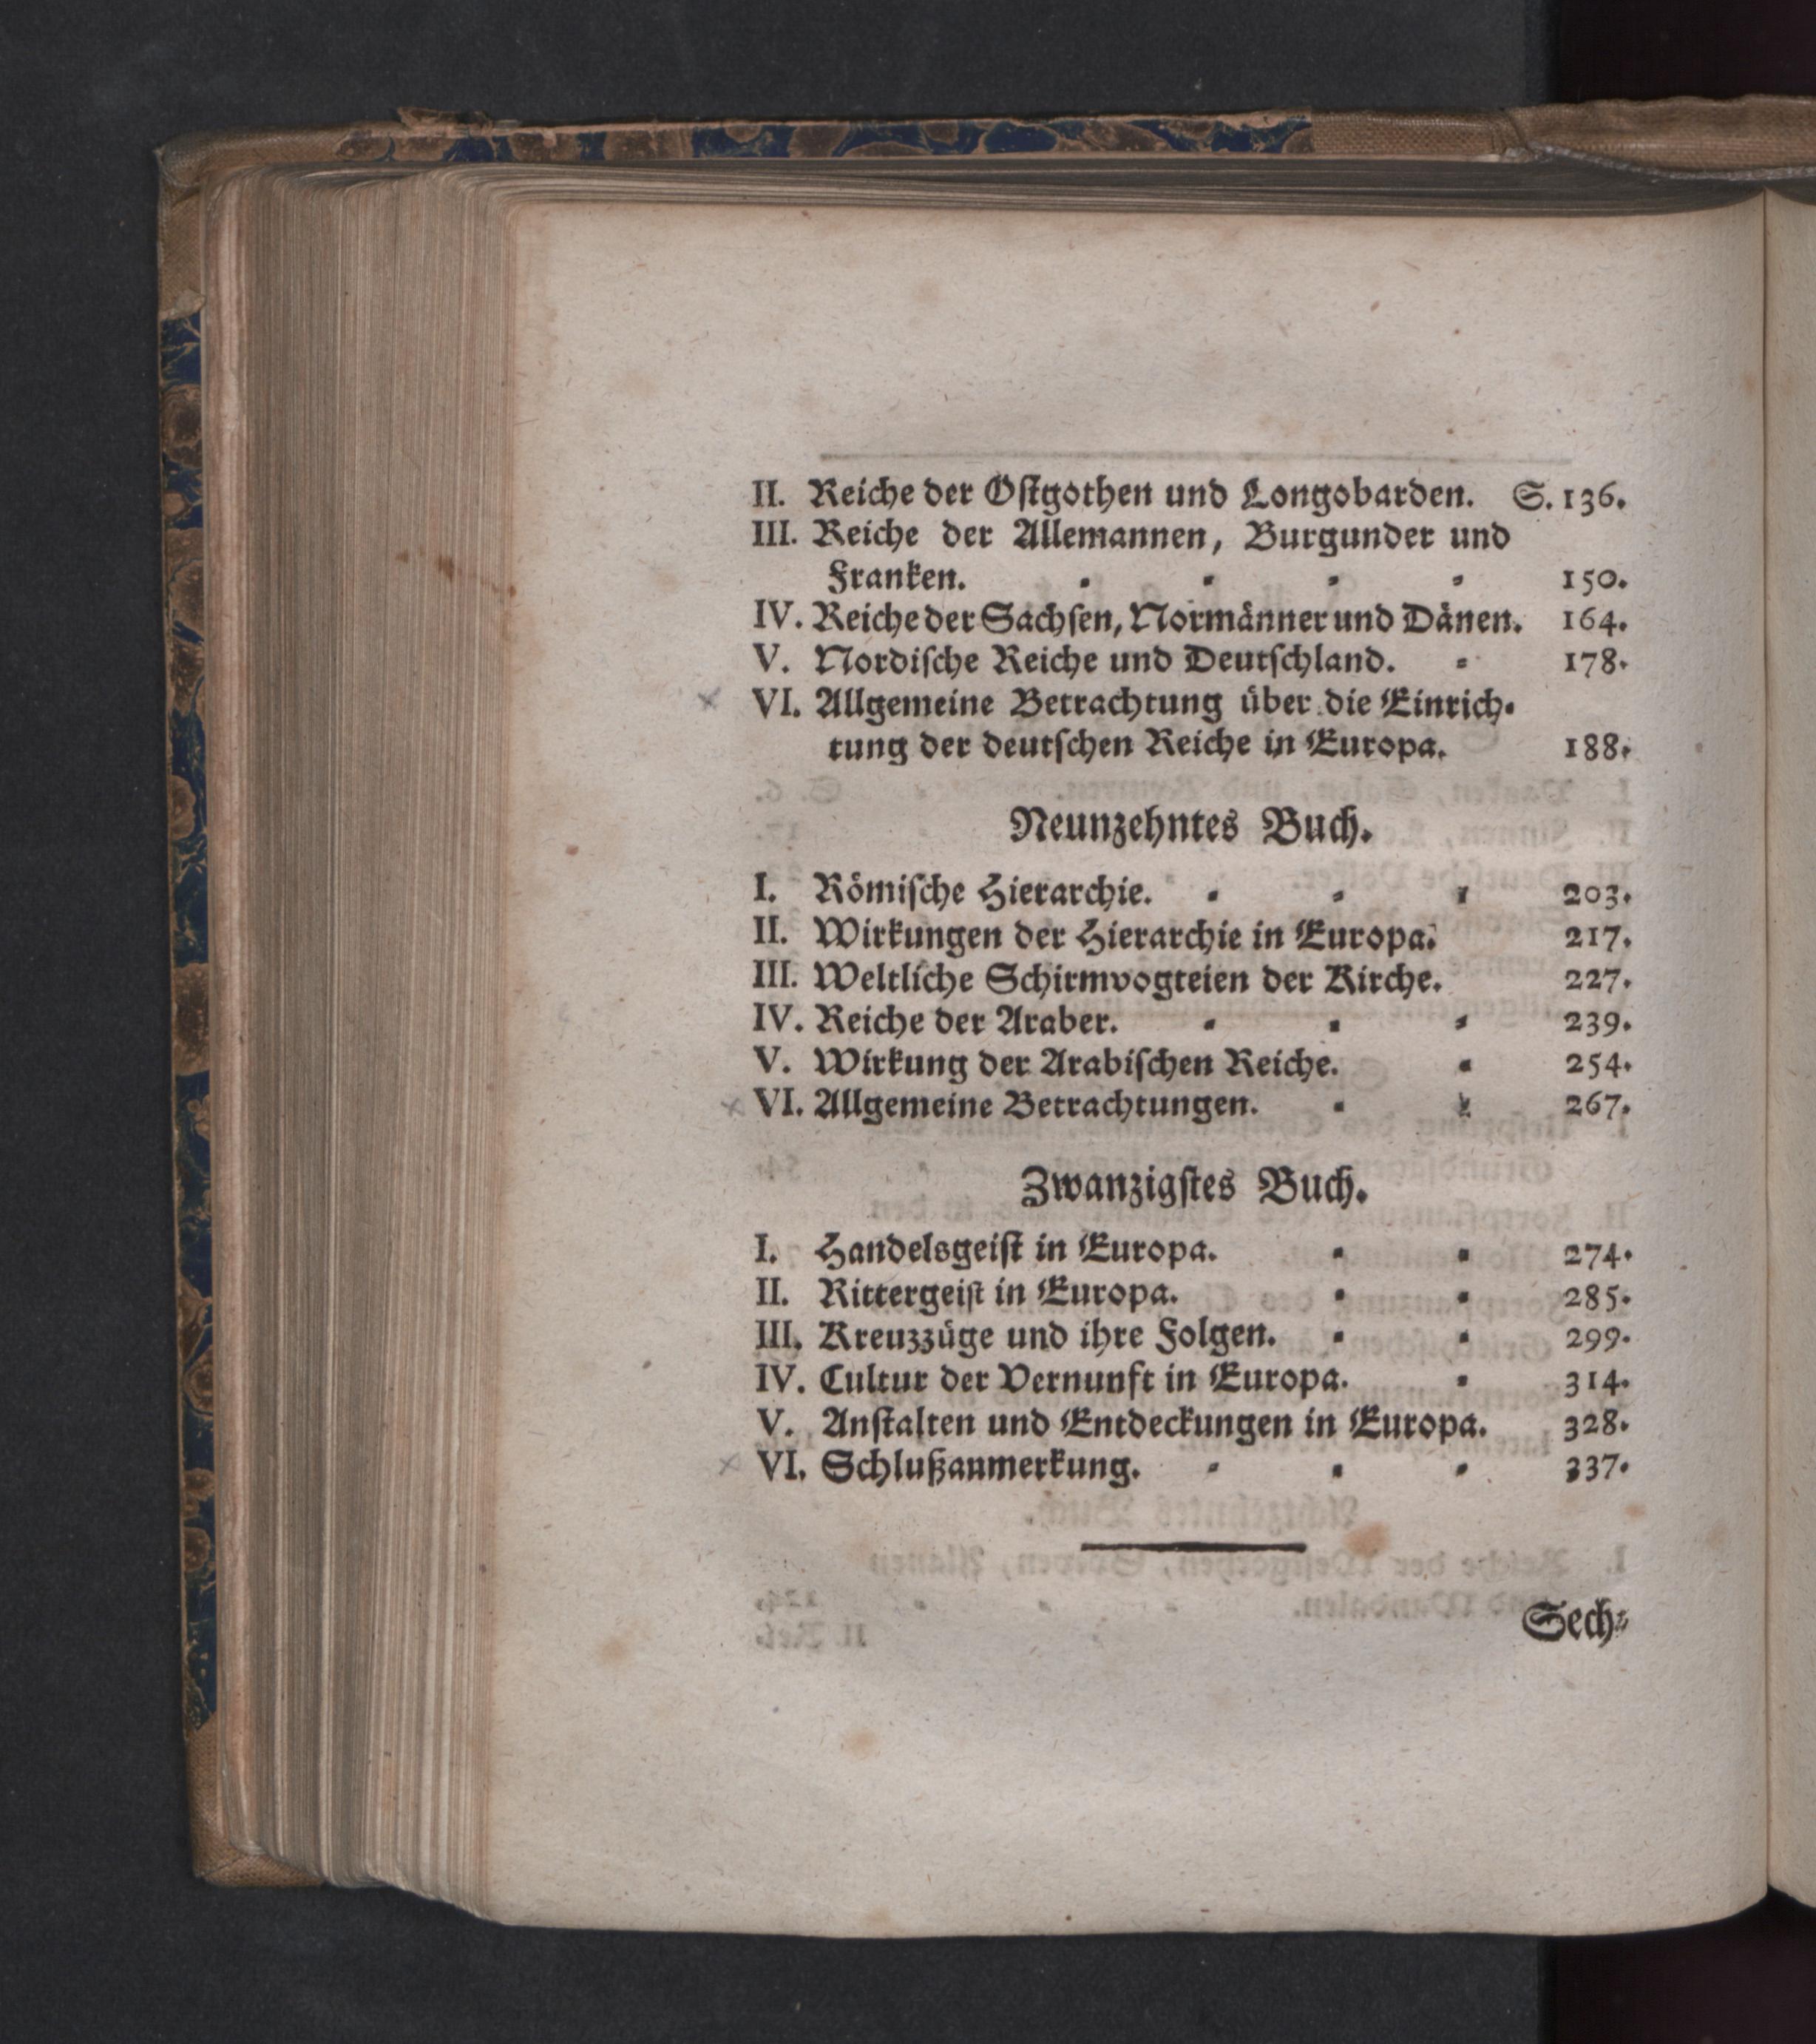 II. Reiche der Oſtgothen und Longobarden. S. 136.
III. Reiche der Allemannen, Burgunder und
Franken. 150.
IV. Reiche der Sachſen, Normänner und Dänen. 164.
V. Nordiſche Reiche und Deutſchland. 178.
VI. Allgemeine Betrachtung über die Einrich⸗
tung der deutſchen Reiche in Europa. 188.
Neunzehntes Buch.
I. Römiſche Hierarchie. 203.
II. Wirkungen der Hierarchie in Europa. 217.
III. Weltliche Schirmvogteien der Kirche. 227.
IV. Reiche der Araber. 239.
V. Wirkung der Arabiſchen Reiche. 254.
VI. Allgemeine Betrachtungen. 267.
Zwanzigſtes Buch.
I. Handelsgeiſt in Europa. 274.
II. Rittergeiſt in Europa. 285.
III. Kreuzzüge und ihre Folgen. 299.
IV. Cultur der Vernunft in Europa. 314.
V. Anſtalten und Entdeckungen in Europa. 328.
VI. Schlußanmerkung. 337.
Sech⸗